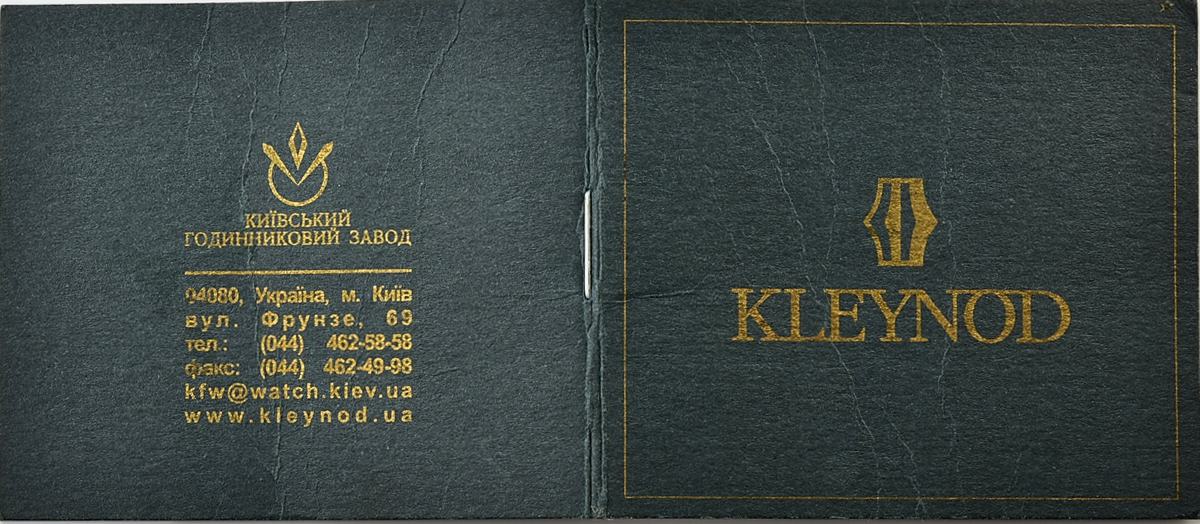 КИЇВСЬКИЙ
ГОДИННИКОВИЙ ЗАВОД
04080, Україна, м. Київ
вул. Фрунзе, 69
тел.: (044) 462-58-58
факс: (044) 462-49-98
kfw@watch.kiev.ua
www.kleynod.ua
KLEYNOD